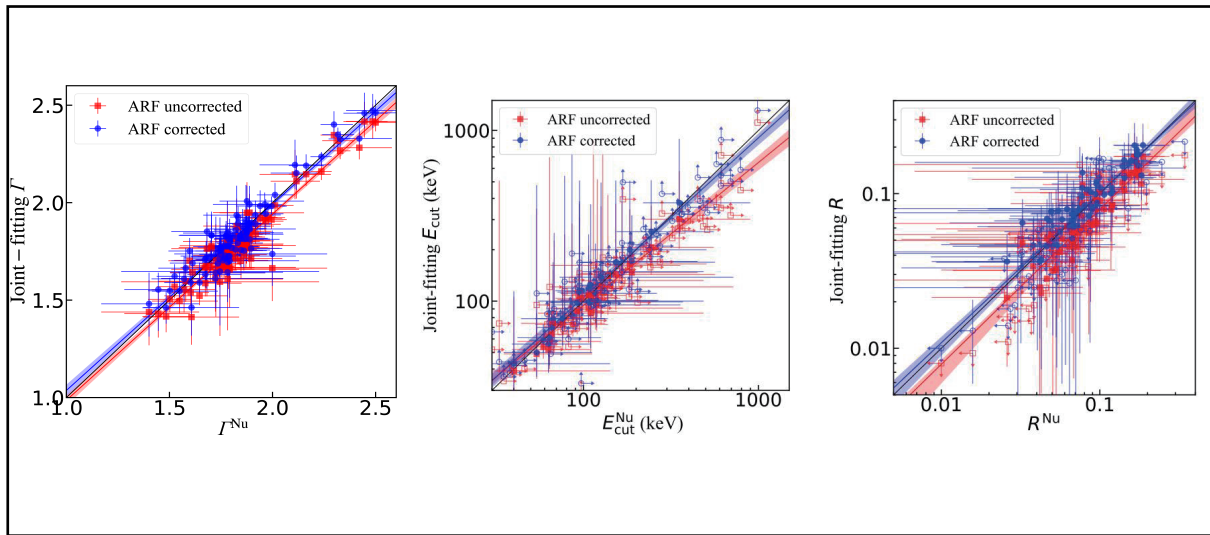 ARF uncorrected
ARF corrected
Joint−fitting Γ
2.5
2.0
1.5
1.0
1.0 1.5 2.0 2.5
Γ^Nu
ARF uncorrected
ARF corrected
Joint-fitting E_cut (keV)
1000
100
100 1000
E_cut^Nu (keV)
ARF uncorrected
ARF corrected
Joint-fitting R
0.1
0.01
0.01 0.1
R^Nu